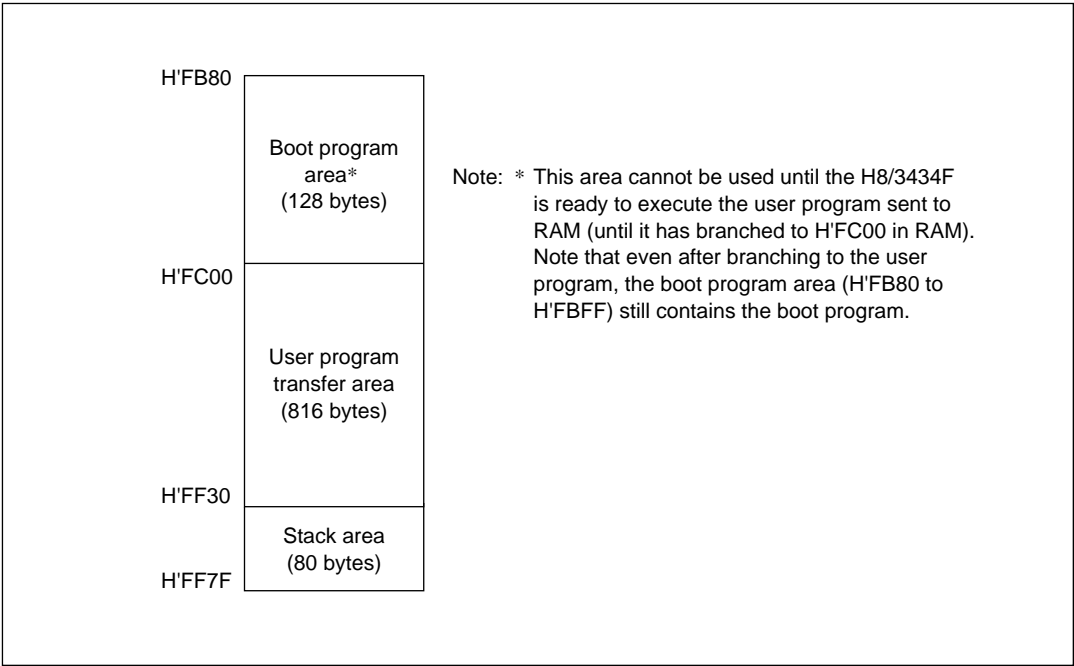 H'FB80
Boot program
area*
(128 bytes)
Note: * This area cannot be used until the H8/3434F
is ready to execute the user program sent to
RAM (until it has branched to H'FC00 in RAM).
Note that even after branching to the user
program, the boot program area (H'FB80 to
H'FBFF) still contains the boot program.
H'FC00
User program
transfer area
(816 bytes)
H'FF30
Stack area
(80 bytes)
H'FF7F